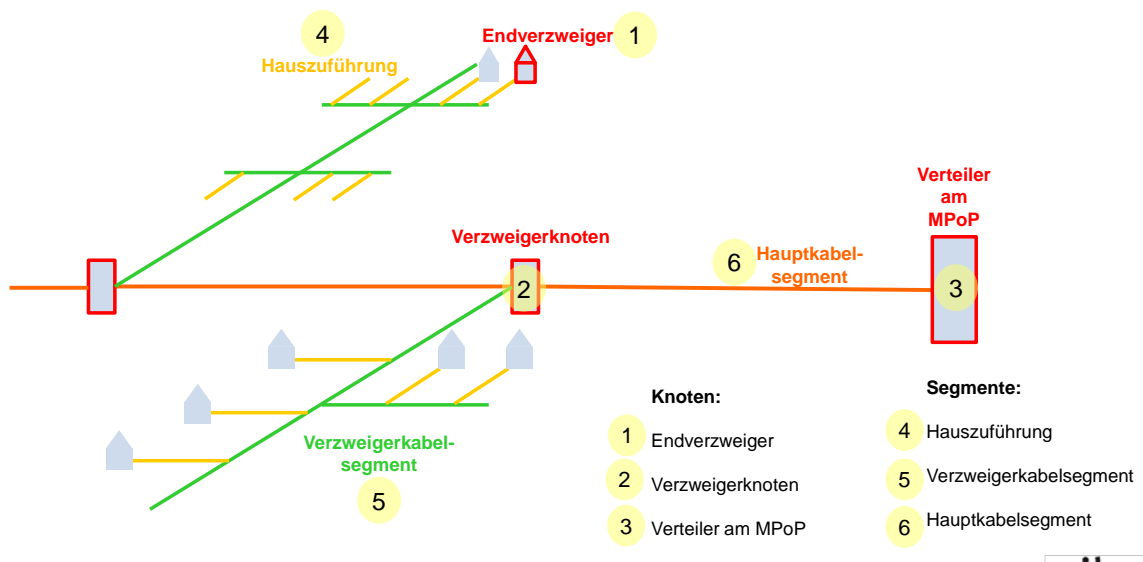 4
Endverzweiger
1
Hauszuführung
Verteiler
am
MPoP
Verzweigerknoten
6
Hauptkabel-
segment
2
3
Verzweigerkabel-
segment
5
Knoten:
1 Endverzweiger
2 Verzweigerknoten
3 Verteiler am MPoP
Segmente:
4 Hauszuführung
5 Verzweigerkabelsegment
6 Hauptkabelsegment